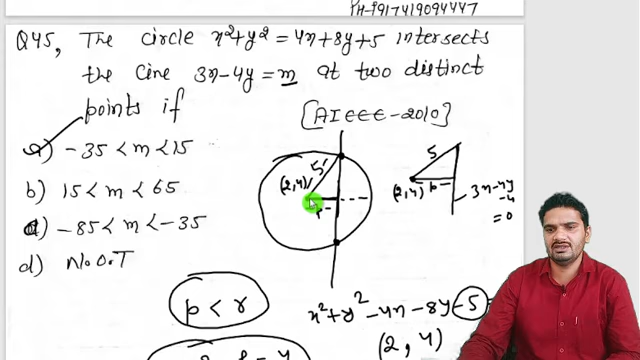 PH-9917419094447
Q45, The circle x²+y² = 4x+8y+5 intersects
the line 3x-4y = m at two distinct
points if
[AIEEE-2010]
a) -35 < m < 15
b) 15 < m < 65
c) -85 < m < -35
d) N.O.T
5
(2,4)
P
5
(2,4)
P
3x-4y
=0
p < r
x²+y²-4x-8y-5=
(2, 4)